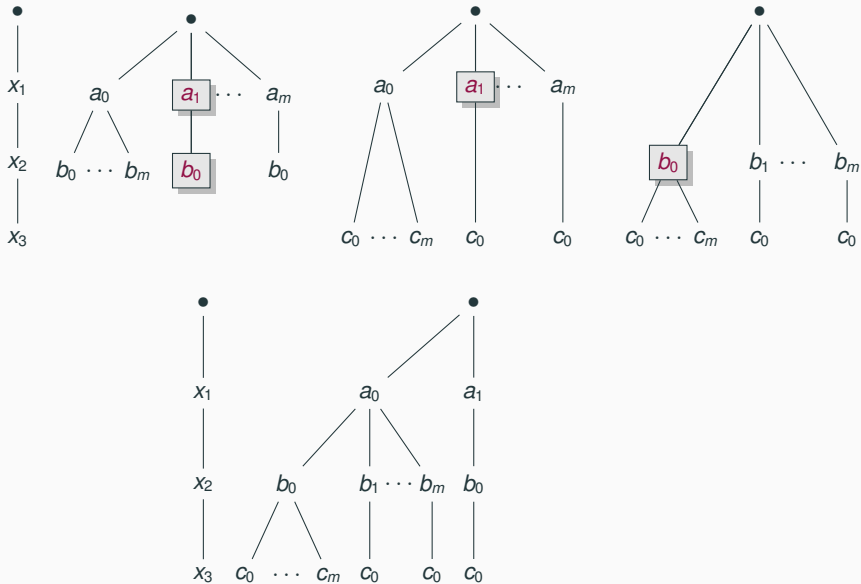 x₁ a₀ a₁ ⋯ aₘ a₀ a₁ ⋯ aₘ
x₂ b₀ ⋯ bₘ b₀ b₀ b₀ b₁ ⋯ bₘ
x₃ c₀ ⋯ cₘ c₀ c₀ c₀ ⋯ cₘ c₀ c₀
x₁ a₀ a₁
x₂ b₀ b₁ ⋯ bₘ b₀
x₃ c₀ ⋯ cₘ c₀ c₀ c₀